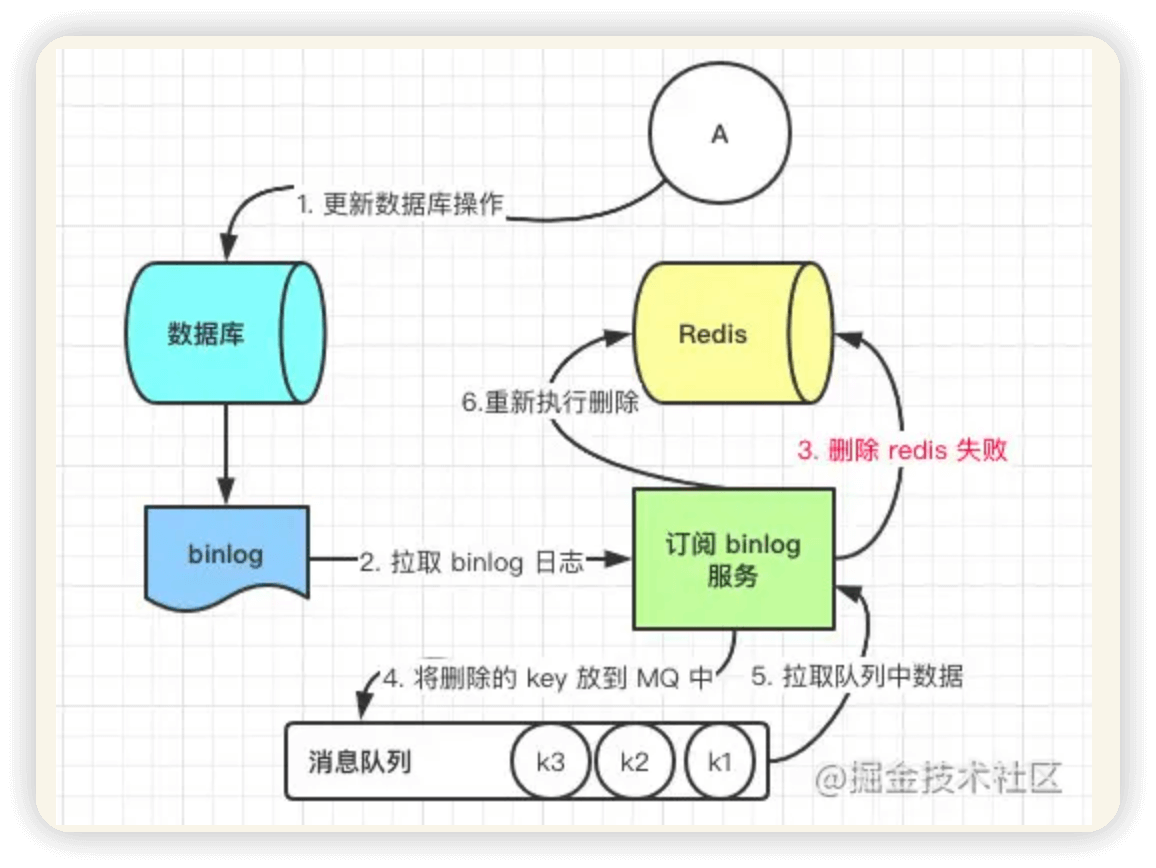 A
1. 更新数据库操作
数据库
Redis
6.重新执行删除
3. 删除 redis 失败
binlog
2. 拉取 binlog 日志
订阅 binlog
服务
4. 将删除的 key 放到 MQ 中
5. 拉取队列中数据
消息队列
k3
k2
k1
@掘金技术社区